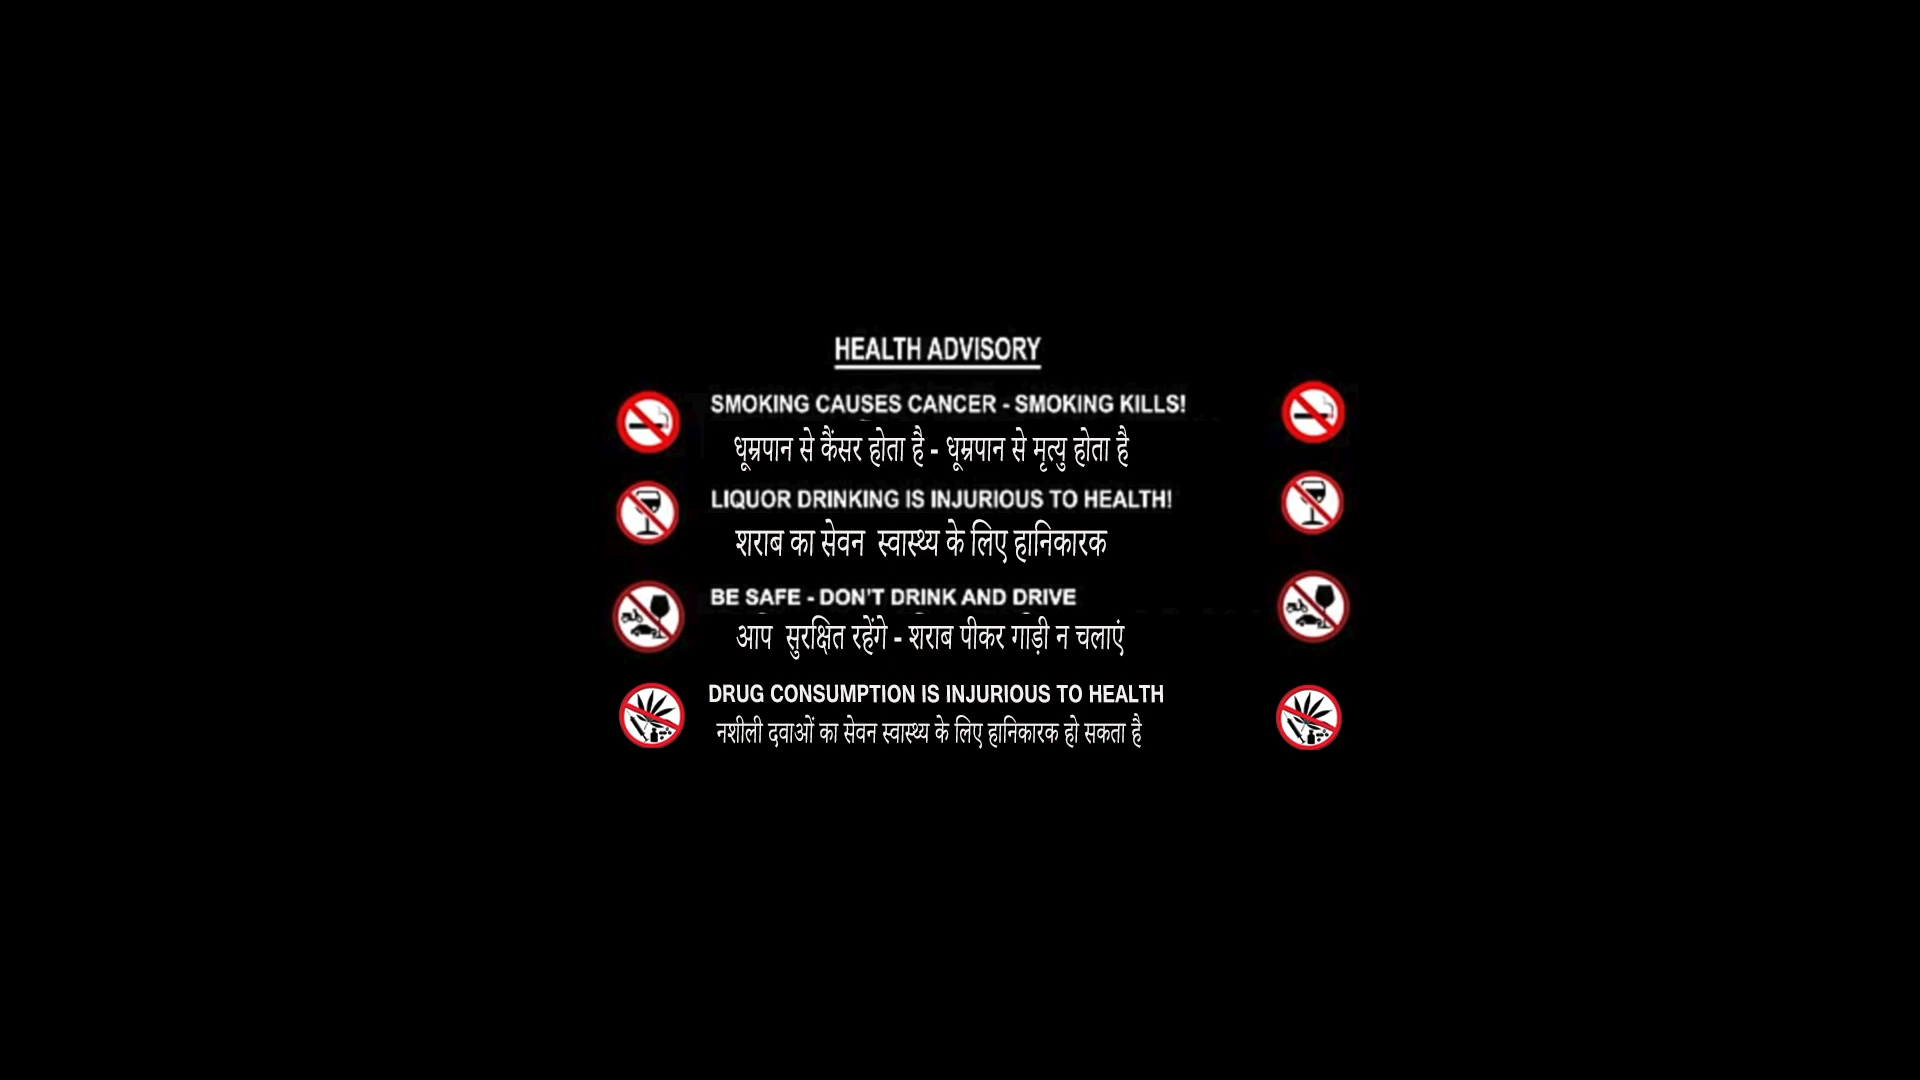 HEALTH ADVISORY
SMOKING CAUSES CANCER - SMOKING KILLS!
धूम्रपान से कैंसर होता है - धूम्रपान से मृत्यु होता है
LIQUOR DRINKING IS INJURIOUS TO HEALTH!
शराब का सेवन स्वास्थ्य के लिए हानिकारक
BE SAFE - DON'T DRINK AND DRIVE
आप सुरक्षित रहेंगे - शराब पीकर गाड़ी न चलाएं
DRUG CONSUMPTION IS INJURIOUS TO HEALTH
नशीली दवाओं का सेवन स्वास्थ्य के लिए हानिकारक हो सकता है